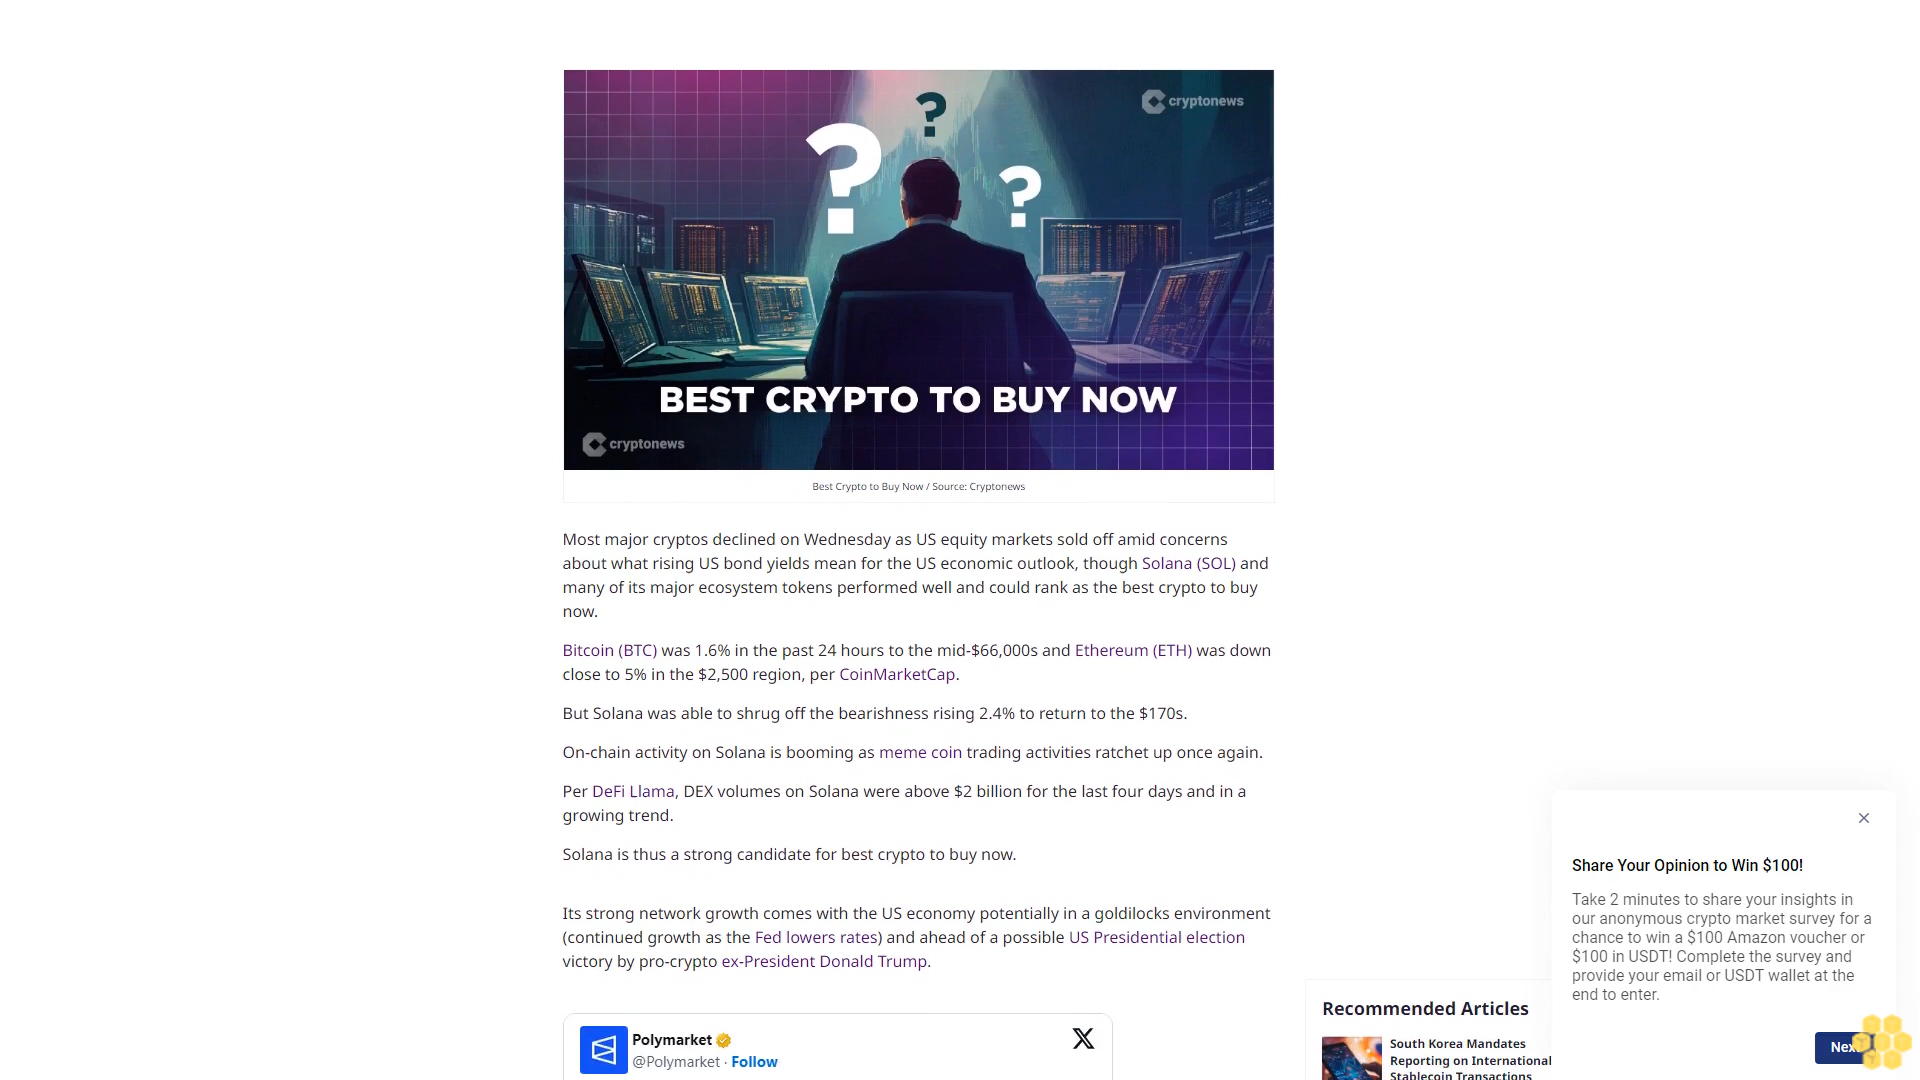 cryptonews
? ? ?
BEST CRYPTO TO BUY NOW
cryptonews
Best Crypto to Buy Now / Source: Cryptonews
Most major cryptos declined on Wednesday as US equity markets sold off amid concerns
about what rising US bond yields mean for the US economic outlook, though Solana (SOL) and
many of its major ecosystem tokens performed well and could rank as the best crypto to buy
now.
Bitcoin (BTC) was 1.6% in the past 24 hours to the mid-$66,000s and Ethereum (ETH) was down
close to 5% in the $2,500 region, per CoinMarketCap.
But Solana was able to shrug off the bearishness rising 2.4% to return to the $170s.
On-chain activity on Solana is booming as meme coin trading activities ratchet up once again.
Per DeFi Llama, DEX volumes on Solana were above $2 billion for the last four days and in a
growing trend.
Solana is thus a strong candidate for best crypto to buy now.
Its strong network growth comes with the US economy potentially in a goldilocks environment
(continued growth as the Fed lowers rates) and ahead of a possible US Presidential election
victory by pro-crypto ex-President Donald Trump.
Polymarket
@Polymarket · Follow
Recommended Articles
South Korea Mandates
Reporting on International
Stablecoin Transactions
Share Your Opinion to Win $100!
Take 2 minutes to share your insights in
our anonymous crypto market survey for a
chance to win a $100 Amazon voucher or
$100 in USDT! Complete the survey and
provide your email or USDT wallet at the
end to enter.